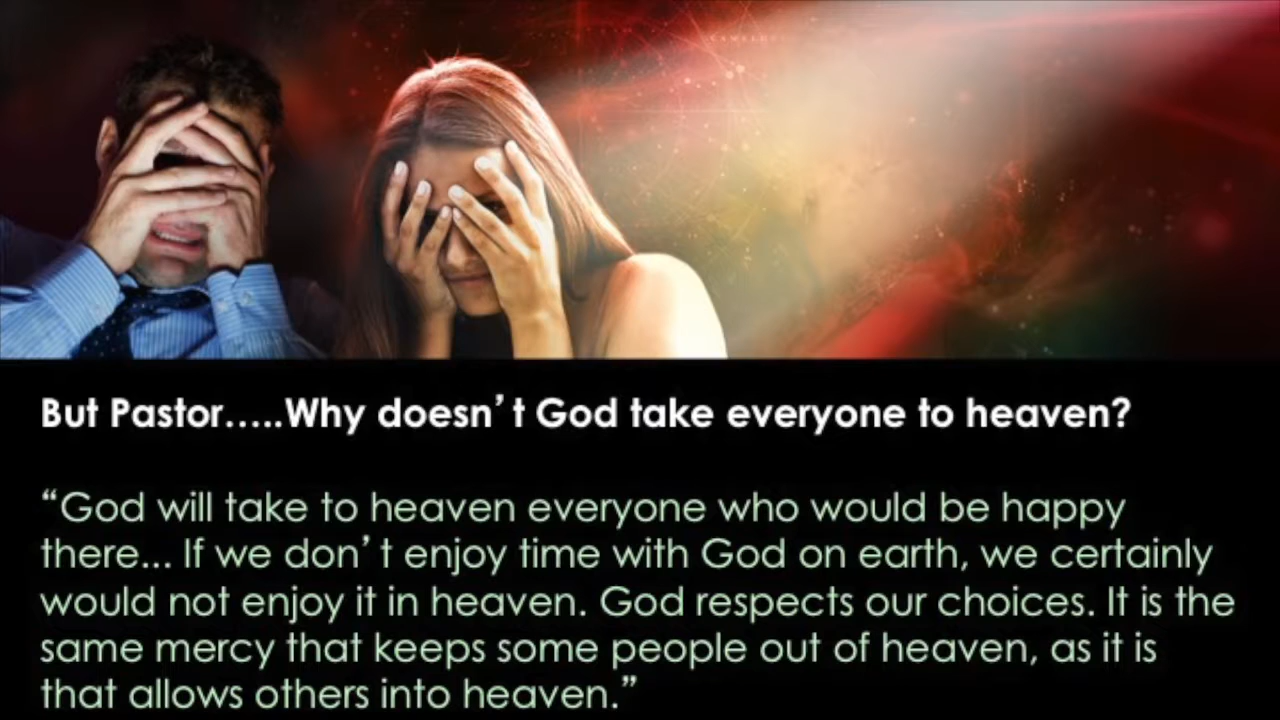 But Pastor.....Why doesn’t God take everyone to heaven?
“God will take to heaven everyone who would be happy
there... If we don’t enjoy time with God on earth, we certainly
would not enjoy it in heaven. God respects our choices. It is the
same mercy that keeps some people out of heaven, as it is
that allows others into heaven.”